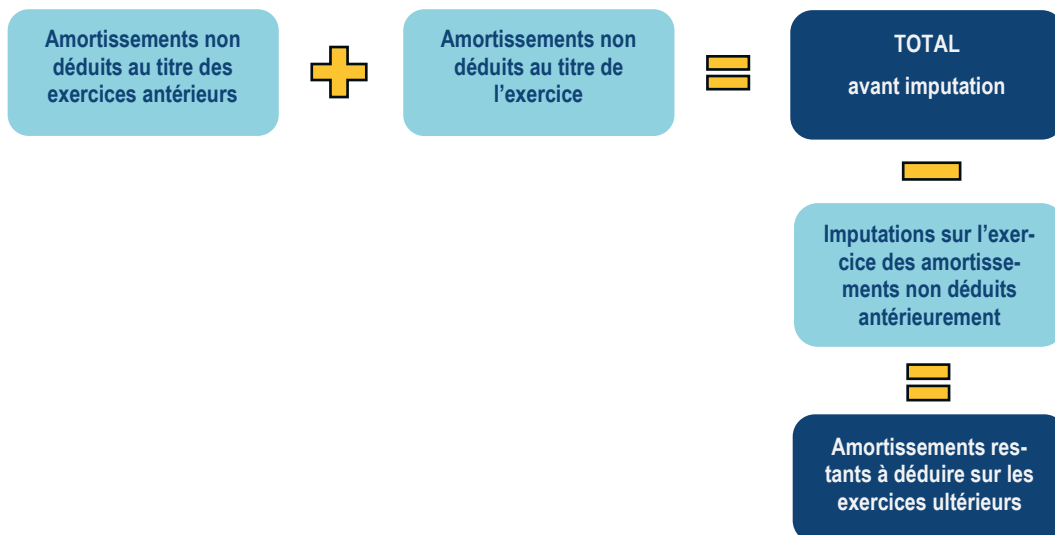 Amortissements non
déduits au titre des
exercices antérieurs
Amortissements non
déduits au titre de
l’exercice
TOTAL
avant imputation
Imputations sur l’exer-
cice des amortisse-
ments non déduits
antérieurement
Amortissements res-
tants à déduire sur les
exercices ultérieurs